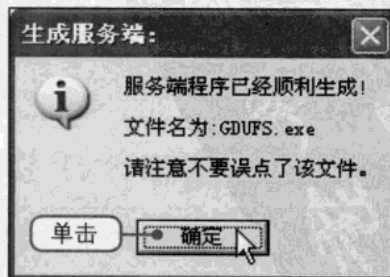 生成服务端:
服务端程序已经顺利生成!
文件名为:GDUFS.exe
请注意不要误点了该文件。
单击
确定